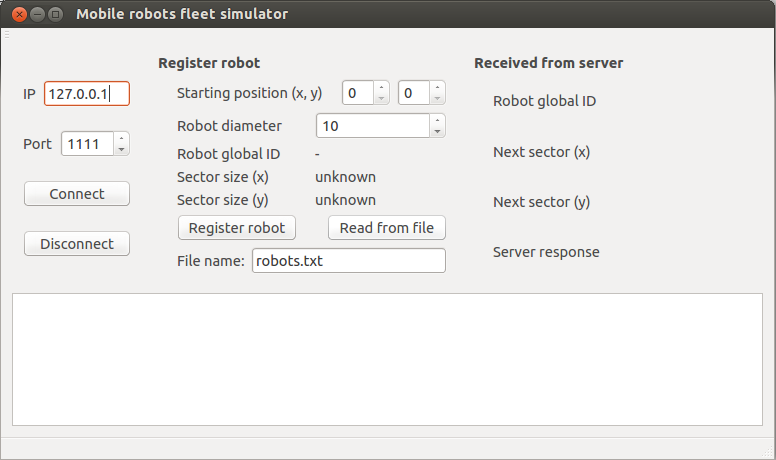 Mobile robots fleet simulator
IP 127.0.0.1
Port 1111
Connect
Disconnect
Register robot
Starting position (x, y) 0 0
Robot diameter 10
Robot global ID -
Sector size (x) unknown
Sector size (y) unknown
Register robot Read from file
File name: robots.txt
Received from server
Robot global ID
Next sector (x)
Next sector (y)
Server response